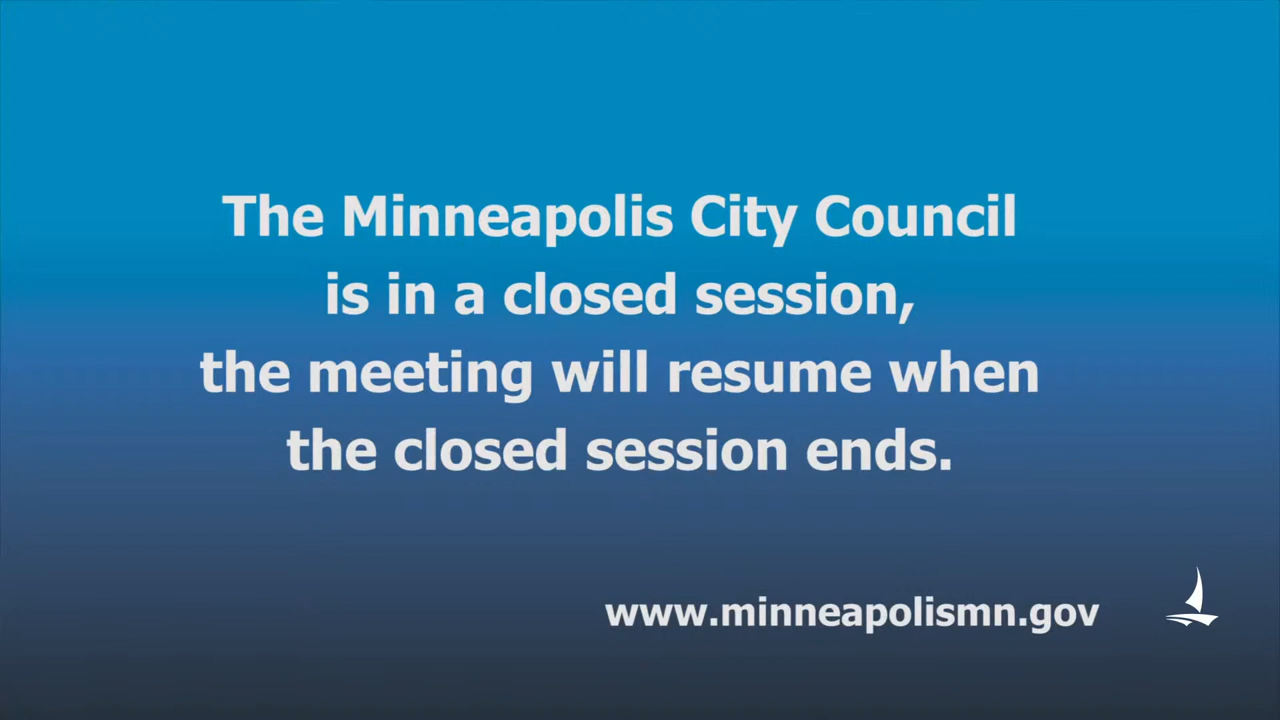 The Minneapolis City Council
is in a closed session,
the meeting will resume when
the closed session ends.
www.minneapolismn.gov